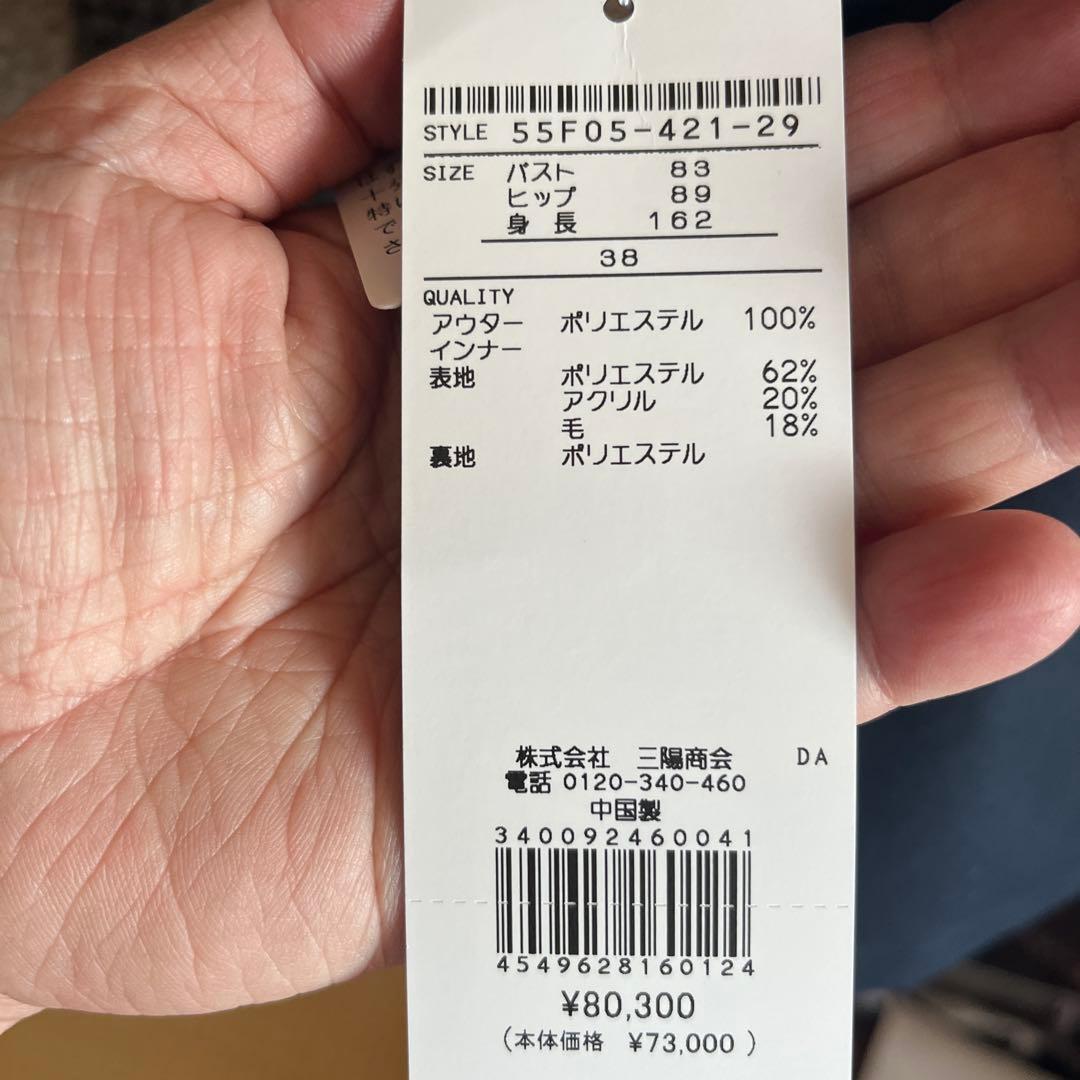 STYLE 55F05-421-29
SIZE バスト 83
ヒップ 89
身長 162
38
QUALITY
アウター ポリエステル 100%
インナー
表地 ポリエステル 62%
アクリル 20%
毛 18%
裏地 ポリエステル
株式会社 三陽商会 DA
電話 0120-340-460
中国製
340092460041
4549628160124
¥80,300
(本体価格 ¥73,000 )